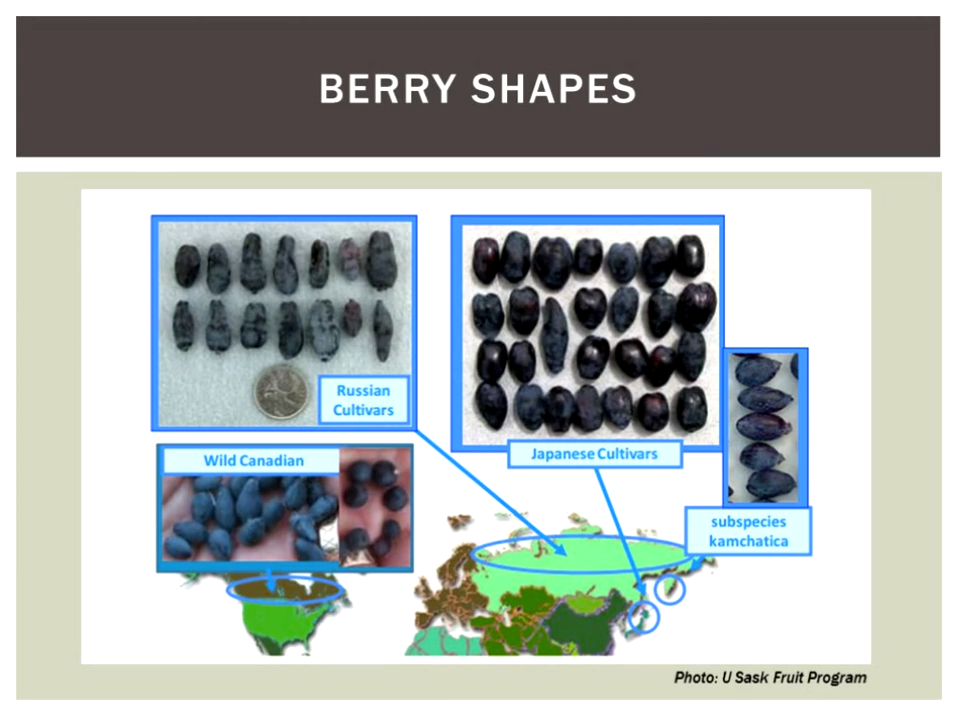 BERRY SHAPES
Russian
Cultivars
Japanese Cultivars
Wild Canadian
subspecies
kamchatica
Photo: U Sask Fruit Program